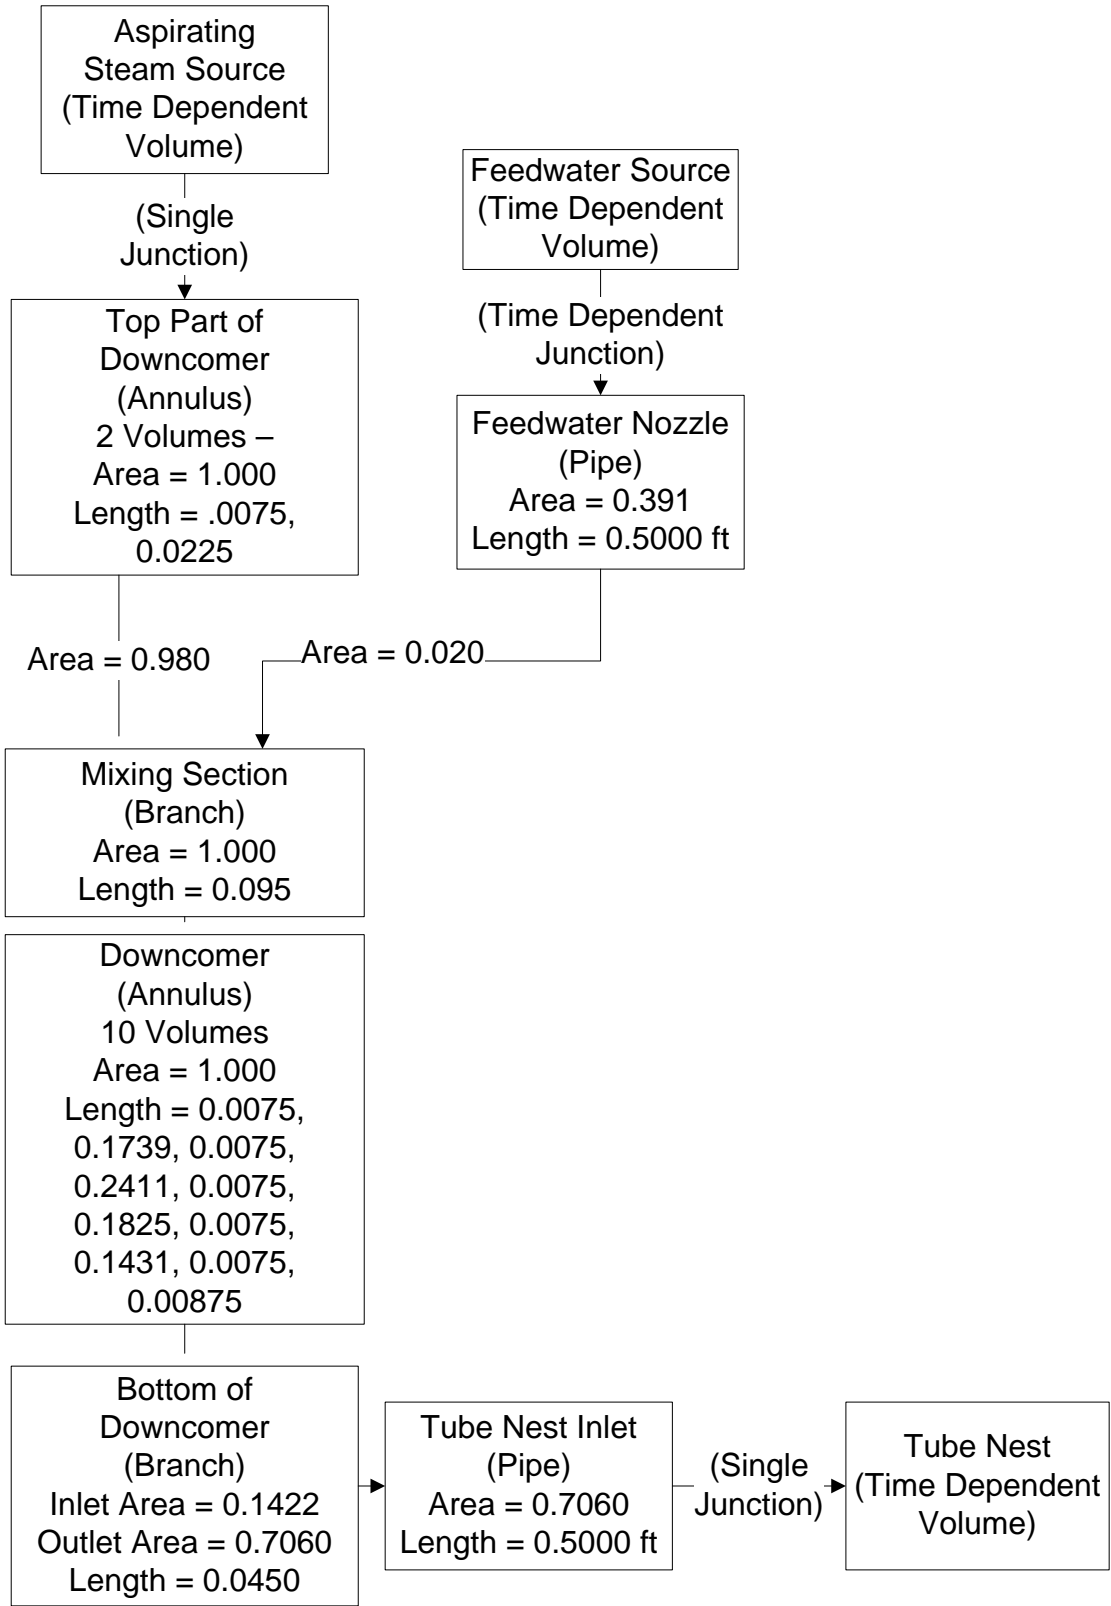 Aspirating
Steam Source
(Time Dependent
Volume)
(Single
Junction)
Feedwater Source
(Time Dependent
Volume)
(Time Dependent
Junction)
Top Part of
Downcomer
(Annulus)
2 Volumes –
Area = 1.000
Length = .0075,
0.0225
Feedwater Nozzle
(Pipe)
Area = 0.391
Length = 0.5000 ft
Area = 0.980
Area = 0.020
Mixing Section
(Branch)
Area = 1.000
Length = 0.095
Downcomer
(Annulus)
10 Volumes
Area = 1.000
Length = 0.0075,
0.1739, 0.0075,
0.2411, 0.0075,
0.1825, 0.0075,
0.1431, 0.0075,
0.00875
Bottom of
Downcomer
(Branch)
Inlet Area = 0.1422
Outlet Area = 0.7060
Length = 0.0450
Tube Nest Inlet
(Pipe)
Area = 0.7060
Length = 0.5000 ft
(Single
Junction)
Tube Nest
(Time Dependent
Volume)